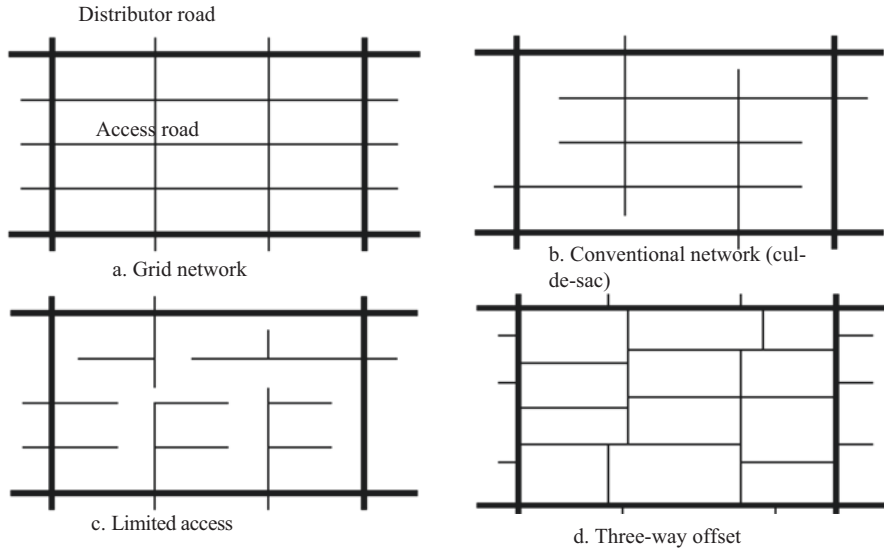 Distributor road
Access road
a. Grid network
b. Conventional network (cul-
de-sac)
c. Limited access
d. Three-way offset